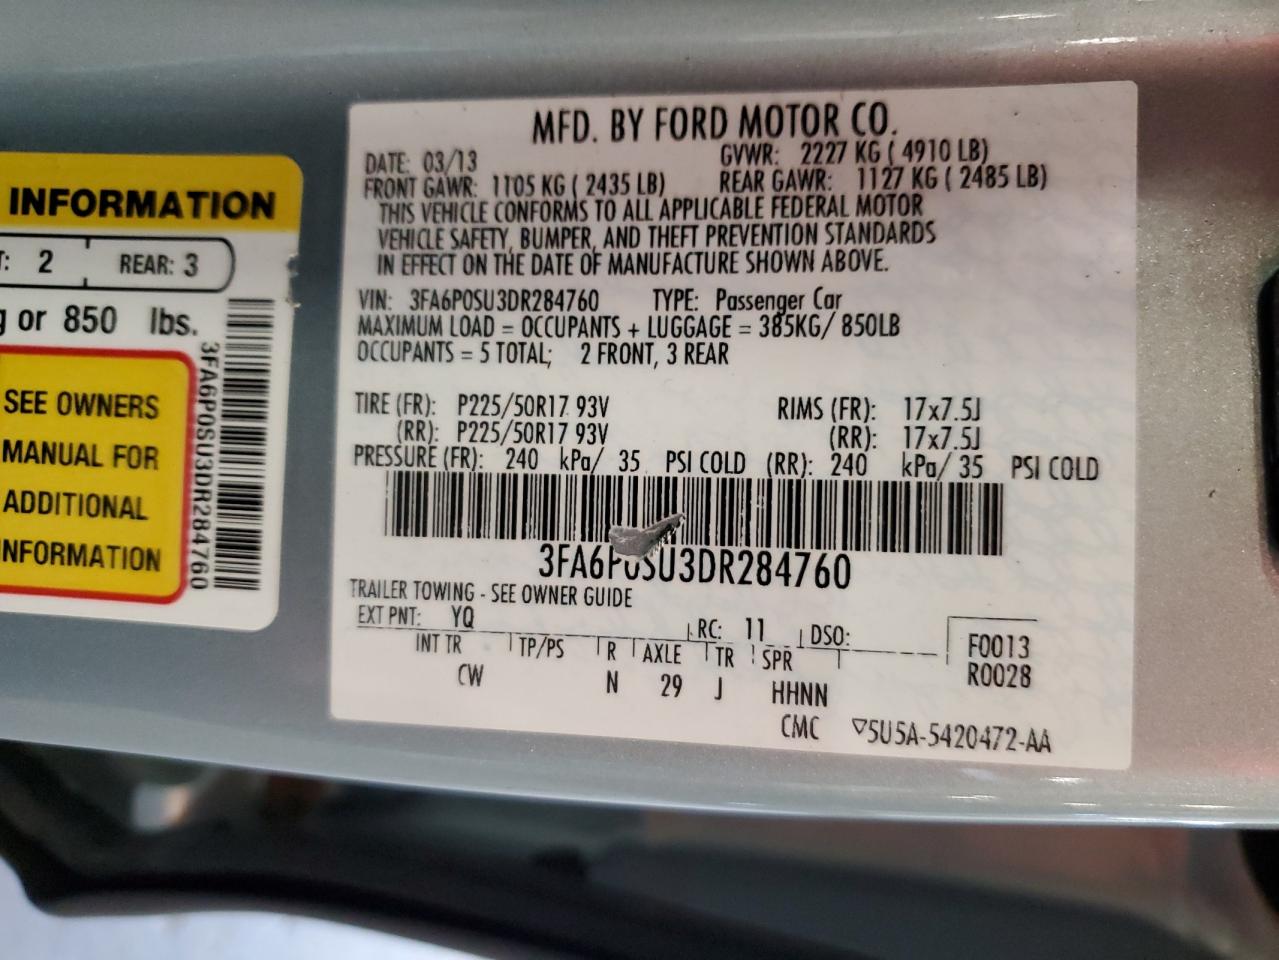 INFORMATION
T: 2 REAR: 3
g or 850 lbs.
SEE OWNERS
MANUAL FOR
ADDITIONAL
INFORMATION
3FA6P0SU3DR284760
MFD. BY FORD MOTOR CO.
DATE: 03/13 GVWR: 2227 KG ( 4910 LB)
FRONT GAWR: 1105 KG ( 2435 LB) REAR GAWR: 1127 KG ( 2485 LB)
THIS VEHICLE CONFORMS TO ALL APPLICABLE FEDERAL MOTOR
VEHICLE SAFETY, BUMPER, AND THEFT PREVENTION STANDARDS
IN EFFECT ON THE DATE OF MANUFACTURE SHOWN ABOVE.
VIN: 3FA6P0SU3DR284760 TYPE: Passenger Car
MAXIMUM LOAD = OCCUPANTS + LUGGAGE = 385KG/ 850LB
OCCUPANTS = 5 TOTAL; 2 FRONT, 3 REAR
TIRE (FR): P225/50R17 93V RIMS (FR): 17x7.5J
(RR): P225/50R17 93V (RR): 17x7.5J
PRESSURE (FR): 240 kPa/ 35 PSI COLD (RR): 240 kPa/ 35 PSI COLD
3FA6P0SU3DR284760
TRAILER TOWING - SEE OWNER GUIDE
EXT PNT: YQ RC: 11 DSO: F0013
INT TR TP/PS R AXLE TR SPR R0028
CW N 29 J HHNN
CMC ▽5U5A-5420472-AA